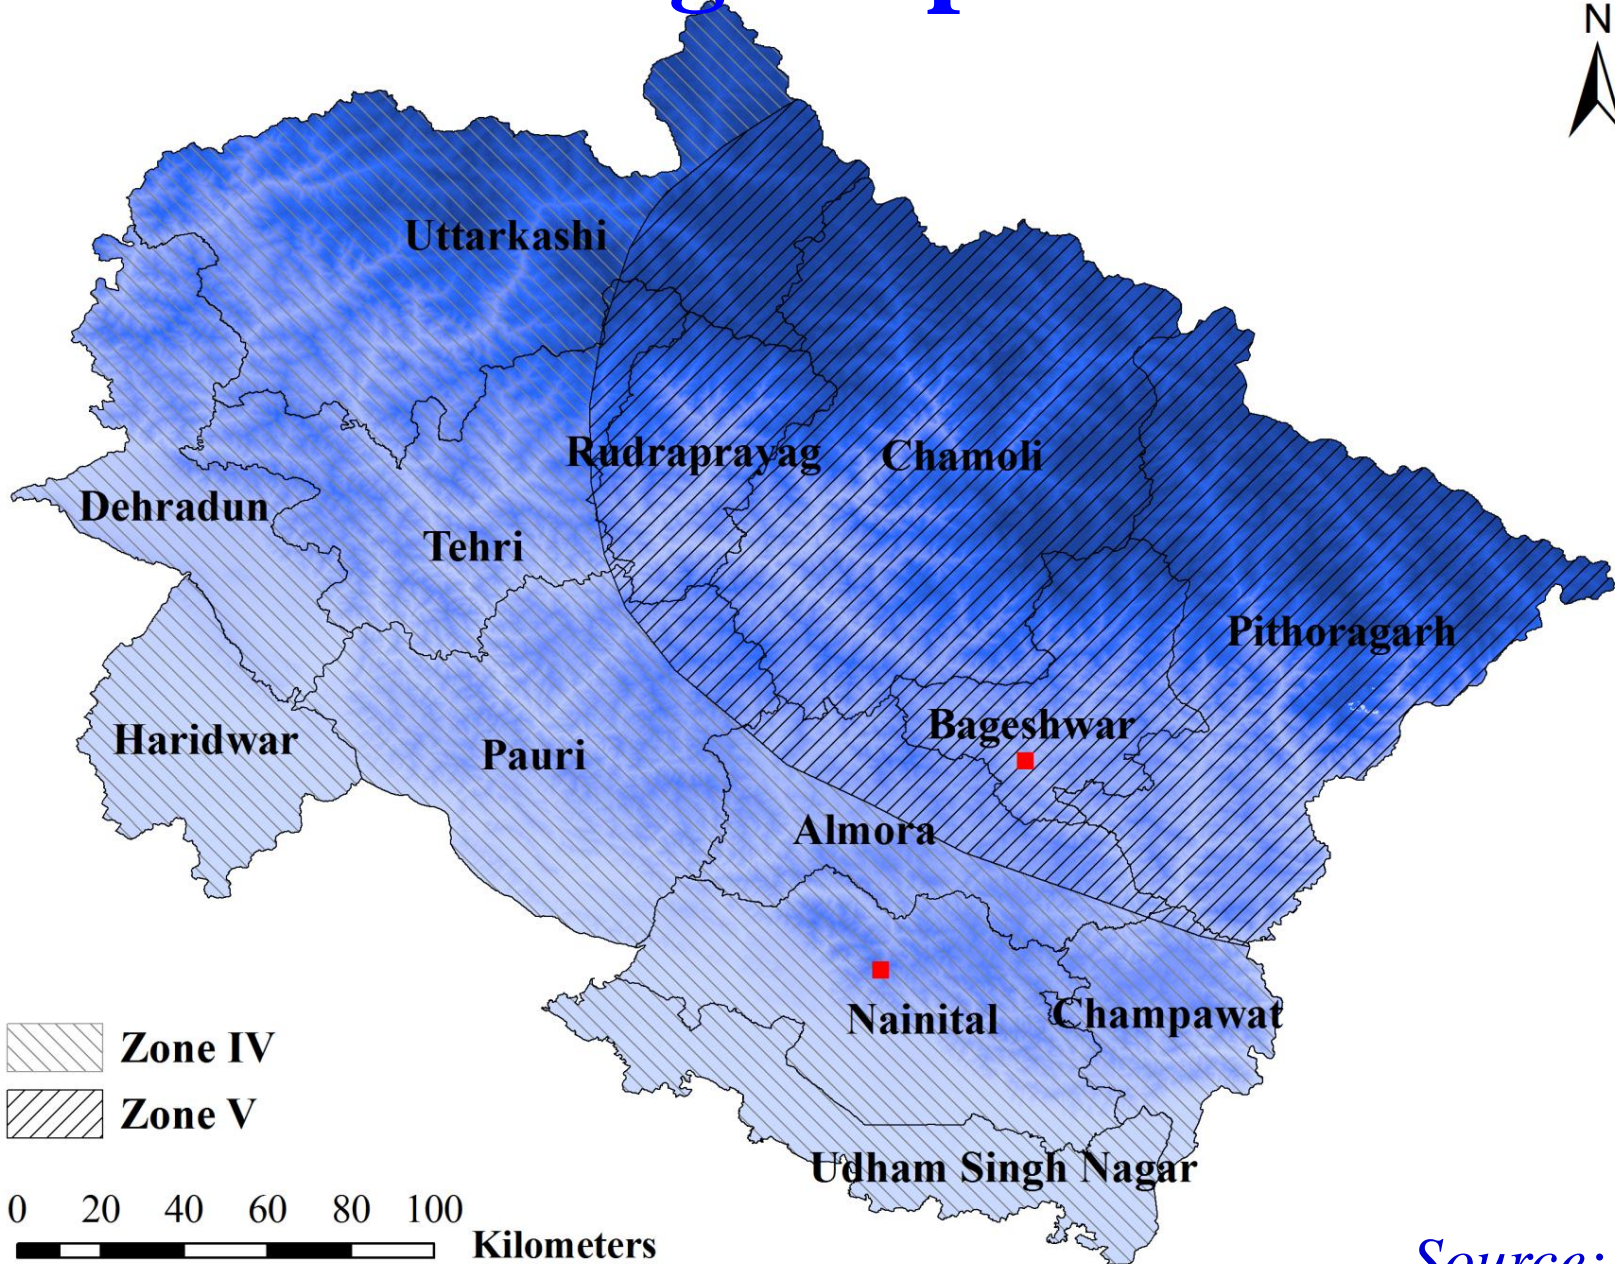 N
Uttarkashi
Rudraprayag
Chamoli
Dehradun
Tehri
Pithoragarh
Haridwar
Pauri
Bageshwar
Almora
Nainital
Champawat
Zone IV
Zone V
Udham Singh Nagar
0 20 40 60 80 100
Kilometers
Source: